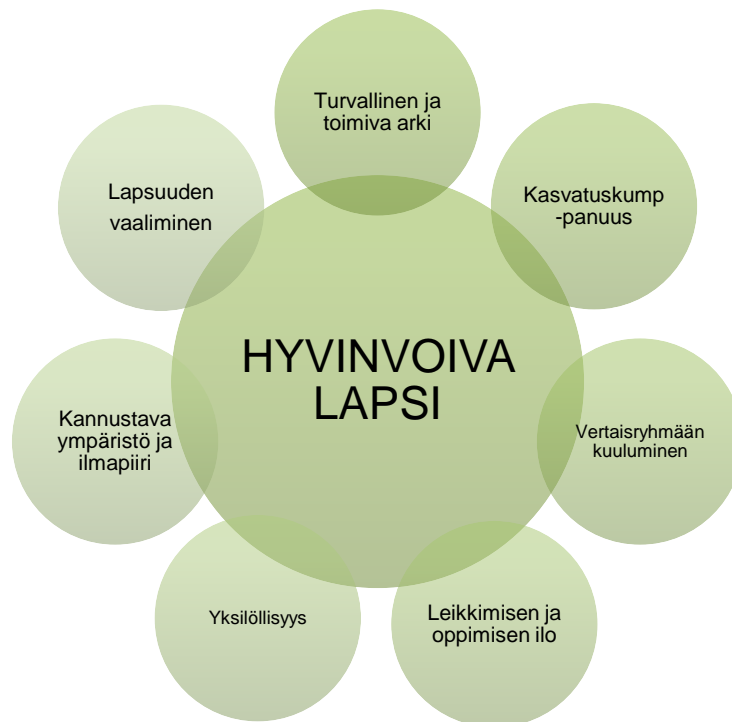 Turvallinen ja
toimiva arki
Kasvatuskump
-panuus
Vertaisryhmään
kuuluminen
Leikkimisen ja
oppimisen ilo
Yksilöllisyys
Kannustava
ympäristö ja
ilmapiiri
Lapsuuden
vaaliminen
HYVINVOIVA
LAPSI